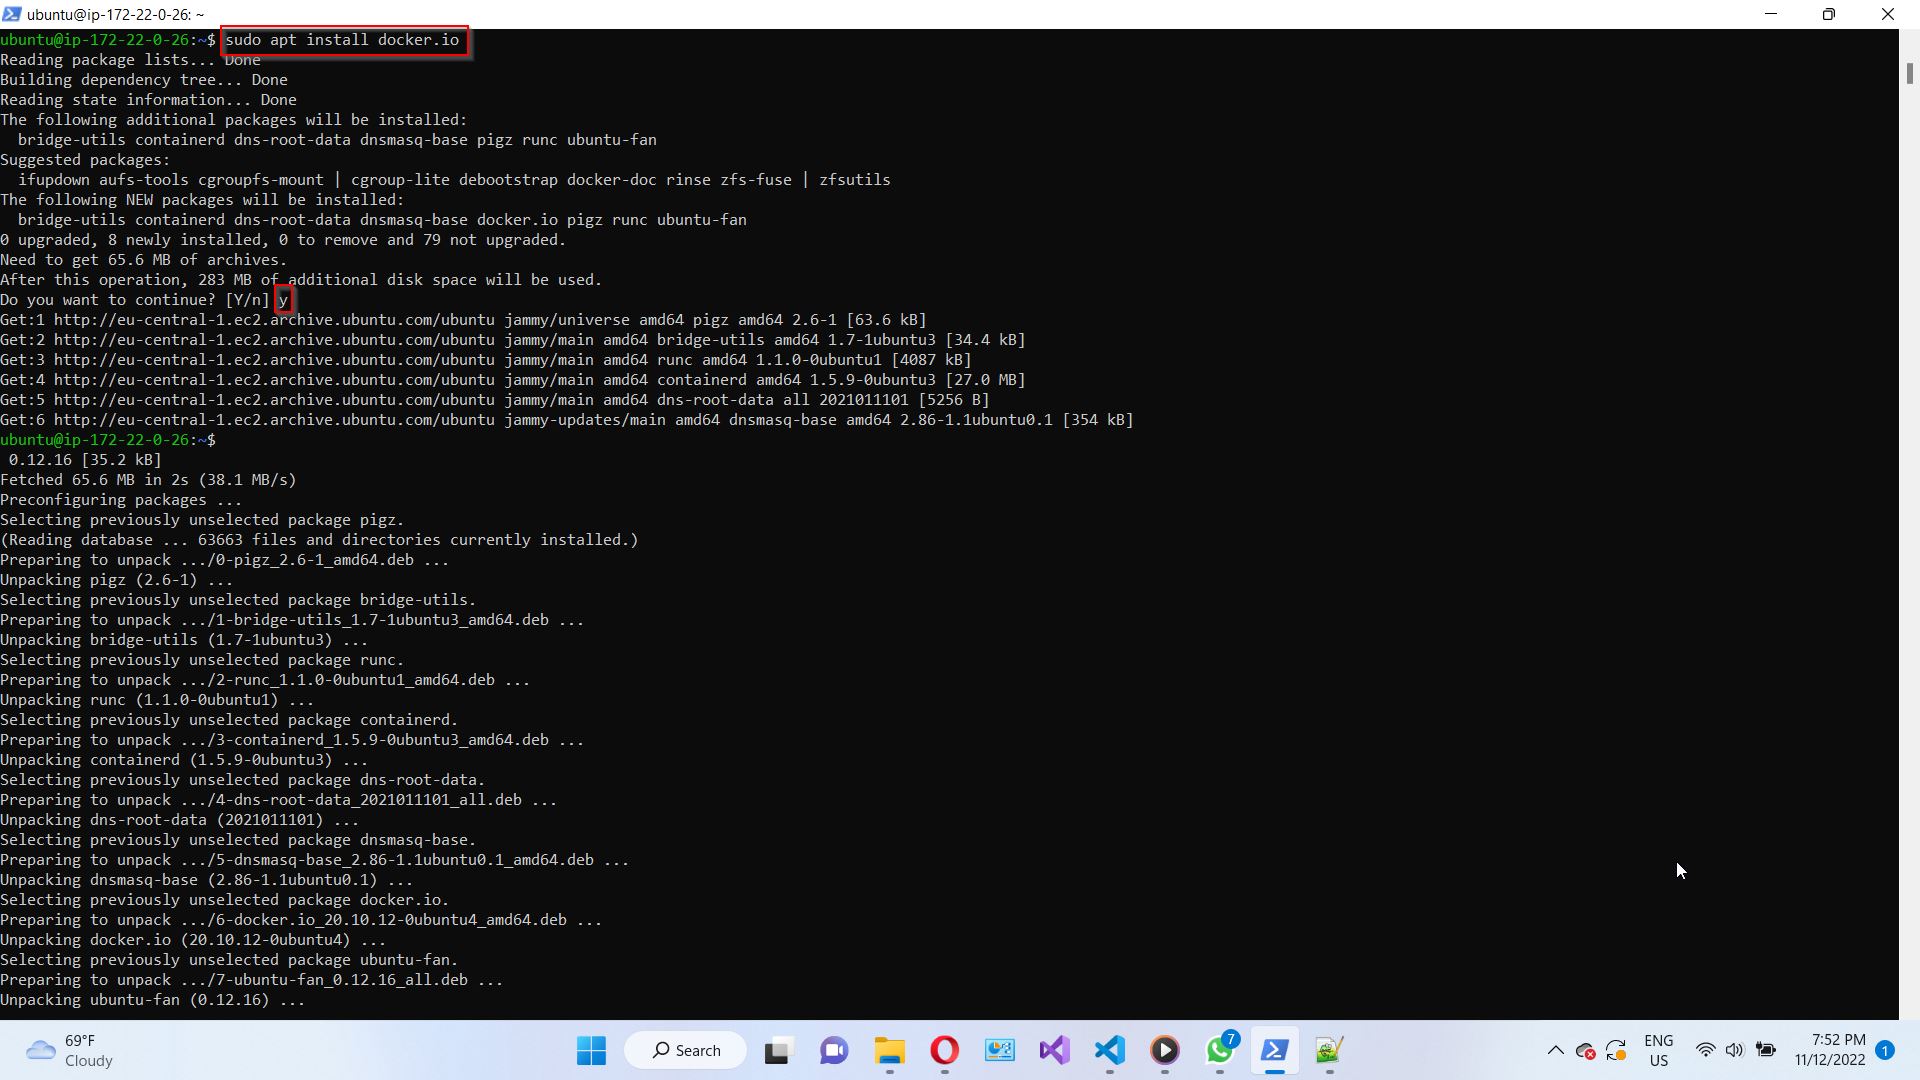 ubuntu@ip-172-22-0-26: ~
ubuntu@ip-172-22-0-26:~$ sudo apt install docker.io
Reading package lists... Done
Building dependency tree... Done
Reading state information... Done
The following additional packages will be installed:
  bridge-utils containerd dns-root-data dnsmasq-base pigz runc ubuntu-fan
Suggested packages:
  ifupdown aufs-tools cgroupfs-mount | cgroup-lite debootstrap docker-doc rinse zfs-fuse | zfsutils
The following NEW packages will be installed:
  bridge-utils containerd dns-root-data dnsmasq-base docker.io pigz runc ubuntu-fan
0 upgraded, 8 newly installed, 0 to remove and 79 not upgraded.
Need to get 65.6 MB of archives.
After this operation, 283 MB of additional disk space will be used.
Do you want to continue? [Y/n] y
Get:1 http://eu-central-1.ec2.archive.ubuntu.com/ubuntu jammy/universe amd64 pigz amd64 2.6-1 [63.6 kB]
Get:2 http://eu-central-1.ec2.archive.ubuntu.com/ubuntu jammy/main amd64 bridge-utils amd64 1.7-1ubuntu3 [34.4 kB]
Get:3 http://eu-central-1.ec2.archive.ubuntu.com/ubuntu jammy/main amd64 runc amd64 1.1.0-0ubuntu1 [4087 kB]
Get:4 http://eu-central-1.ec2.archive.ubuntu.com/ubuntu jammy/main amd64 containerd amd64 1.5.9-0ubuntu3 [27.0 MB]
Get:5 http://eu-central-1.ec2.archive.ubuntu.com/ubuntu jammy/main amd64 dns-root-data all 2021011101 [5256 B]
Get:6 http://eu-central-1.ec2.archive.ubuntu.com/ubuntu jammy-updates/main amd64 dnsmasq-base amd64 2.86-1.1ubuntu0.1 [354 kB]
ubuntu@ip-172-22-0-26:~$
 0.12.16 [35.2 kB]
Fetched 65.6 MB in 2s (38.1 MB/s)
Preconfiguring packages ...
Selecting previously unselected package pigz.
(Reading database ... 63663 files and directories currently installed.)
Preparing to unpack .../0-pigz_2.6-1_amd64.deb ...
Unpacking pigz (2.6-1) ...
Selecting previously unselected package bridge-utils.
Preparing to unpack .../1-bridge-utils_1.7-1ubuntu3_amd64.deb ...
Unpacking bridge-utils (1.7-1ubuntu3) ...
Selecting previously unselected package runc.
Preparing to unpack .../2-runc_1.1.0-0ubuntu1_amd64.deb ...
Unpacking runc (1.1.0-0ubuntu1) ...
Selecting previously unselected package containerd.
Preparing to unpack .../3-containerd_1.5.9-0ubuntu3_amd64.deb ...
Unpacking containerd (1.5.9-0ubuntu3) ...
Selecting previously unselected package dns-root-data.
Preparing to unpack .../4-dns-root-data_2021011101_all.deb ...
Unpacking dns-root-data (2021011101) ...
Selecting previously unselected package dnsmasq-base.
Preparing to unpack .../5-dnsmasq-base_2.86-1.1ubuntu0.1_amd64.deb ...
Unpacking dnsmasq-base (2.86-1.1ubuntu0.1) ...
Selecting previously unselected package docker.io.
Preparing to unpack .../6-docker.io_20.10.12-0ubuntu4_amd64.deb ...
Unpacking docker.io (20.10.12-0ubuntu4) ...
Selecting previously unselected package ubuntu-fan.
Preparing to unpack .../7-ubuntu-fan_0.12.16_all.deb ...
Unpacking ubuntu-fan (0.12.16) ...
69°F
Cloudy
Search
7
ENG
US
7:52 PM
11/12/2022
1